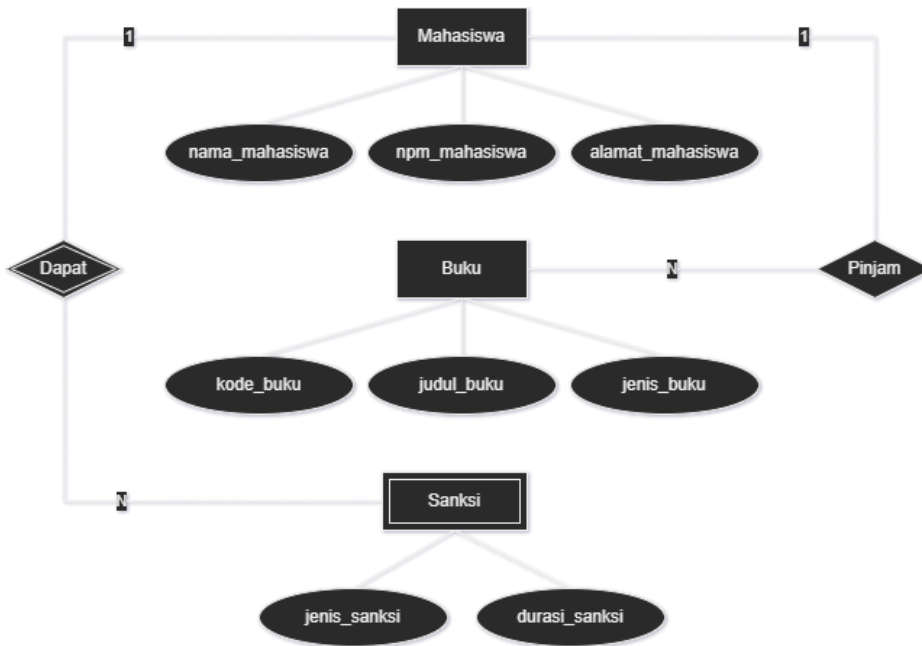 1
Mahasiswa
1
nama_mahasiswa
npm_mahasiswa
alamat_mahasiswa
Dapat
Buku
N
Pinjam
kode_buku
judul_buku
jenis_buku
N
Sanksi
jenis_sanksi
durasi_sanksi